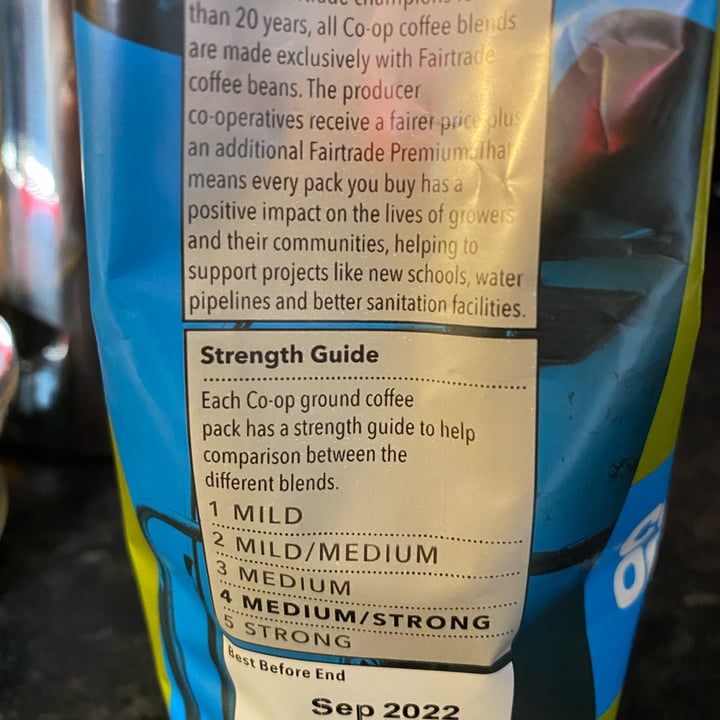 than 20 years, all Co-op coffee blends
are made exclusively with Fairtrade
coffee beans. The producer
co-operatives receive a fairer price plus
an additional Fairtrade Premium. That
means every pack you buy has a
positive impact on the lives of growers
and their communities, helping to
support projects like new schools, water
pipelines and better sanitation facilities.
Strength Guide
Each Co-op ground coffee
pack has a strength guide to help
comparison between the
different blends.
1 MILD
2 MILD/MEDIUM
3 MEDIUM
4 MEDIUM/STRONG
5 STRONG
Best Before End
Sep 2022